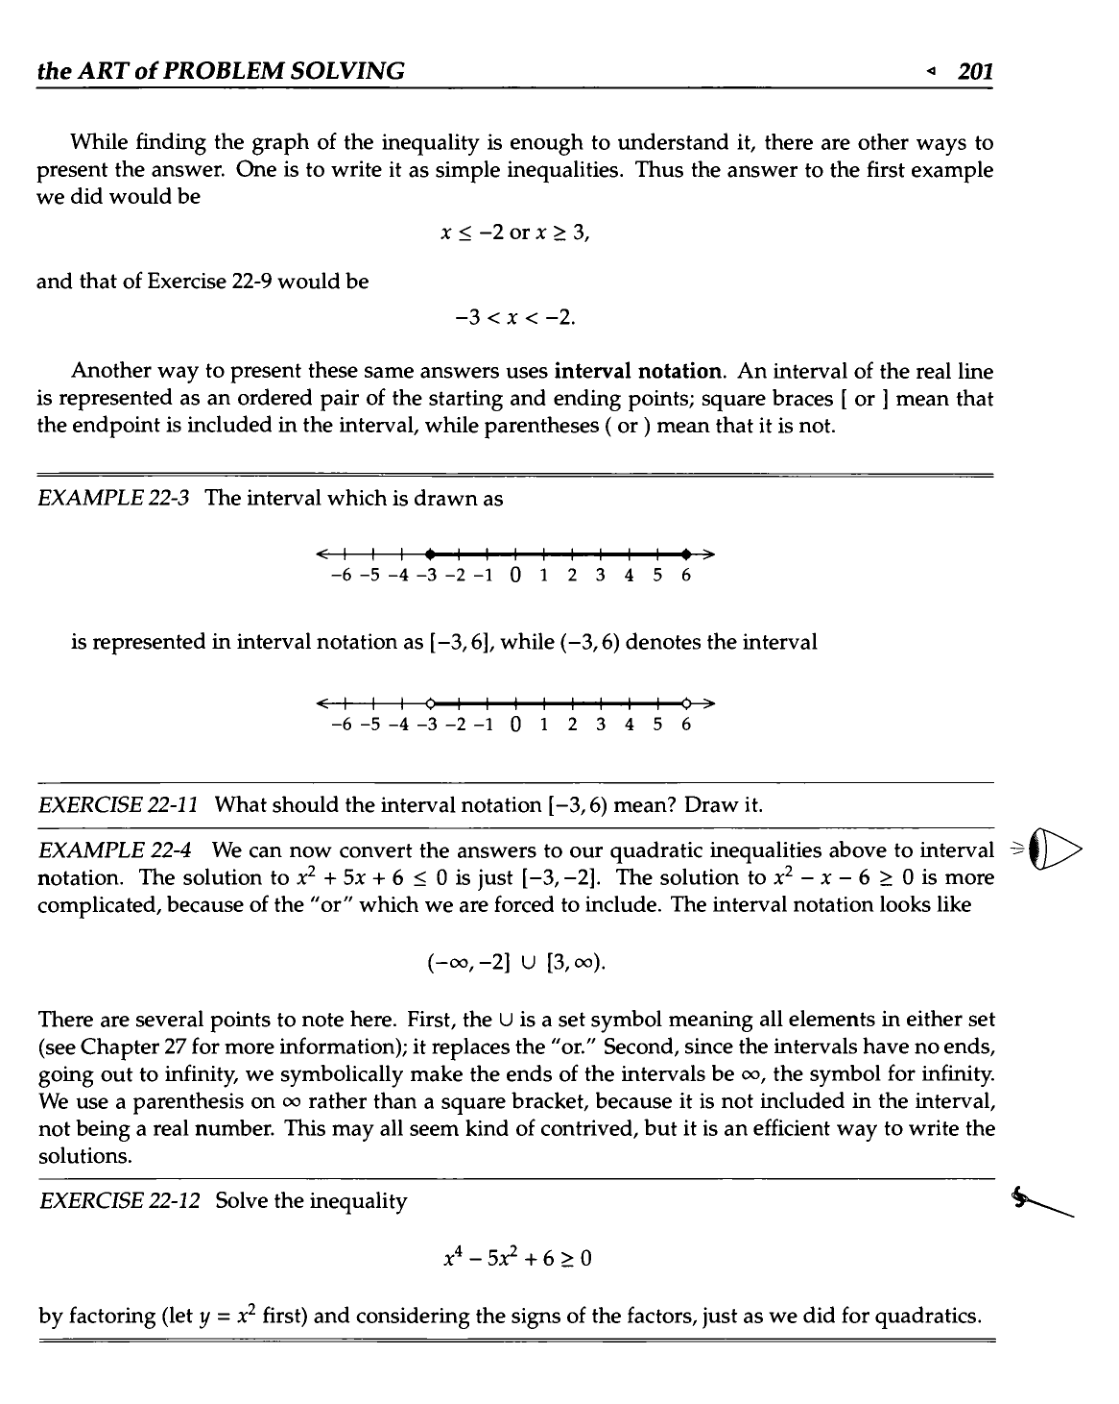 the ART of PROBLEM SOLVING ◃ 201
While finding the graph of the inequality is enough to understand it, there are other ways to
present the answer. One is to write it as simple inequalities. Thus the answer to the first example
we did would be
x ≤ −2 or x ≥ 3,
and that of Exercise 22-9 would be
−3 < x < −2.
Another way to present these same answers uses interval notation. An interval of the real line
is represented as an ordered pair of the starting and ending points; square braces [ or ] mean that
the endpoint is included in the interval, while parentheses ( or ) mean that it is not.
EXAMPLE 22-3 The interval which is drawn as
−6 −5 −4 −3 −2 −1 0 1 2 3 4 5 6
is represented in interval notation as [−3, 6], while (−3, 6) denotes the interval
−6 −5 −4 −3 −2 −1 0 1 2 3 4 5 6
EXERCISE 22-11 What should the interval notation [−3, 6) mean? Draw it.
EXAMPLE 22-4 We can now convert the answers to our quadratic inequalities above to interval
notation. The solution to x² + 5x + 6 ≤ 0 is just [−3, −2]. The solution to x² − x − 6 ≥ 0 is more
complicated, because of the "or" which we are forced to include. The interval notation looks like
(−∞, −2] ∪ [3, ∞).
There are several points to note here. First, the ∪ is a set symbol meaning all elements in either set
(see Chapter 27 for more information); it replaces the "or." Second, since the intervals have no ends,
going out to infinity, we symbolically make the ends of the intervals be ∞, the symbol for infinity.
We use a parenthesis on ∞ rather than a square bracket, because it is not included in the interval,
not being a real number. This may all seem kind of contrived, but it is an efficient way to write the
solutions.
EXERCISE 22-12 Solve the inequality
x⁴ − 5x² + 6 ≥ 0
by factoring (let y = x² first) and considering the signs of the factors, just as we did for quadratics.